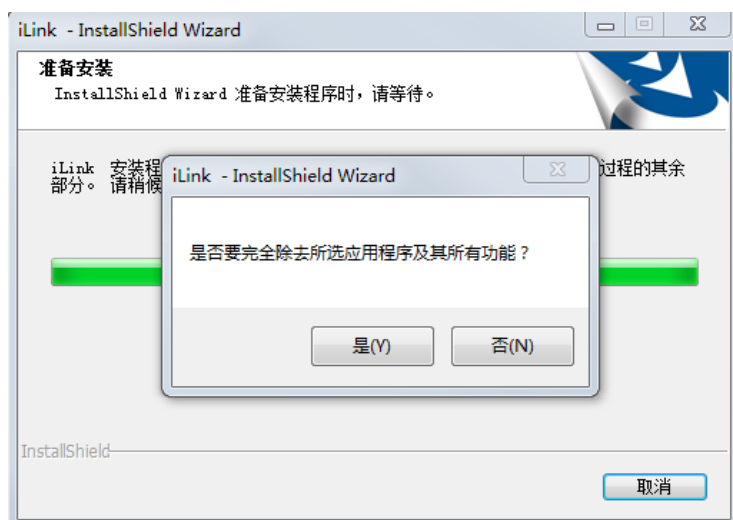 iLink - InstallShield Wizard
准备安装
InstallShield Wizard 准备安装程序时，请等待。
iLink 安装程
过程的其余
部分。 请稍候
iLink - InstallShield Wizard
是否要完全除去所选应用程序及其所有功能？
是(Y)
否(N)
InstallShield
取消